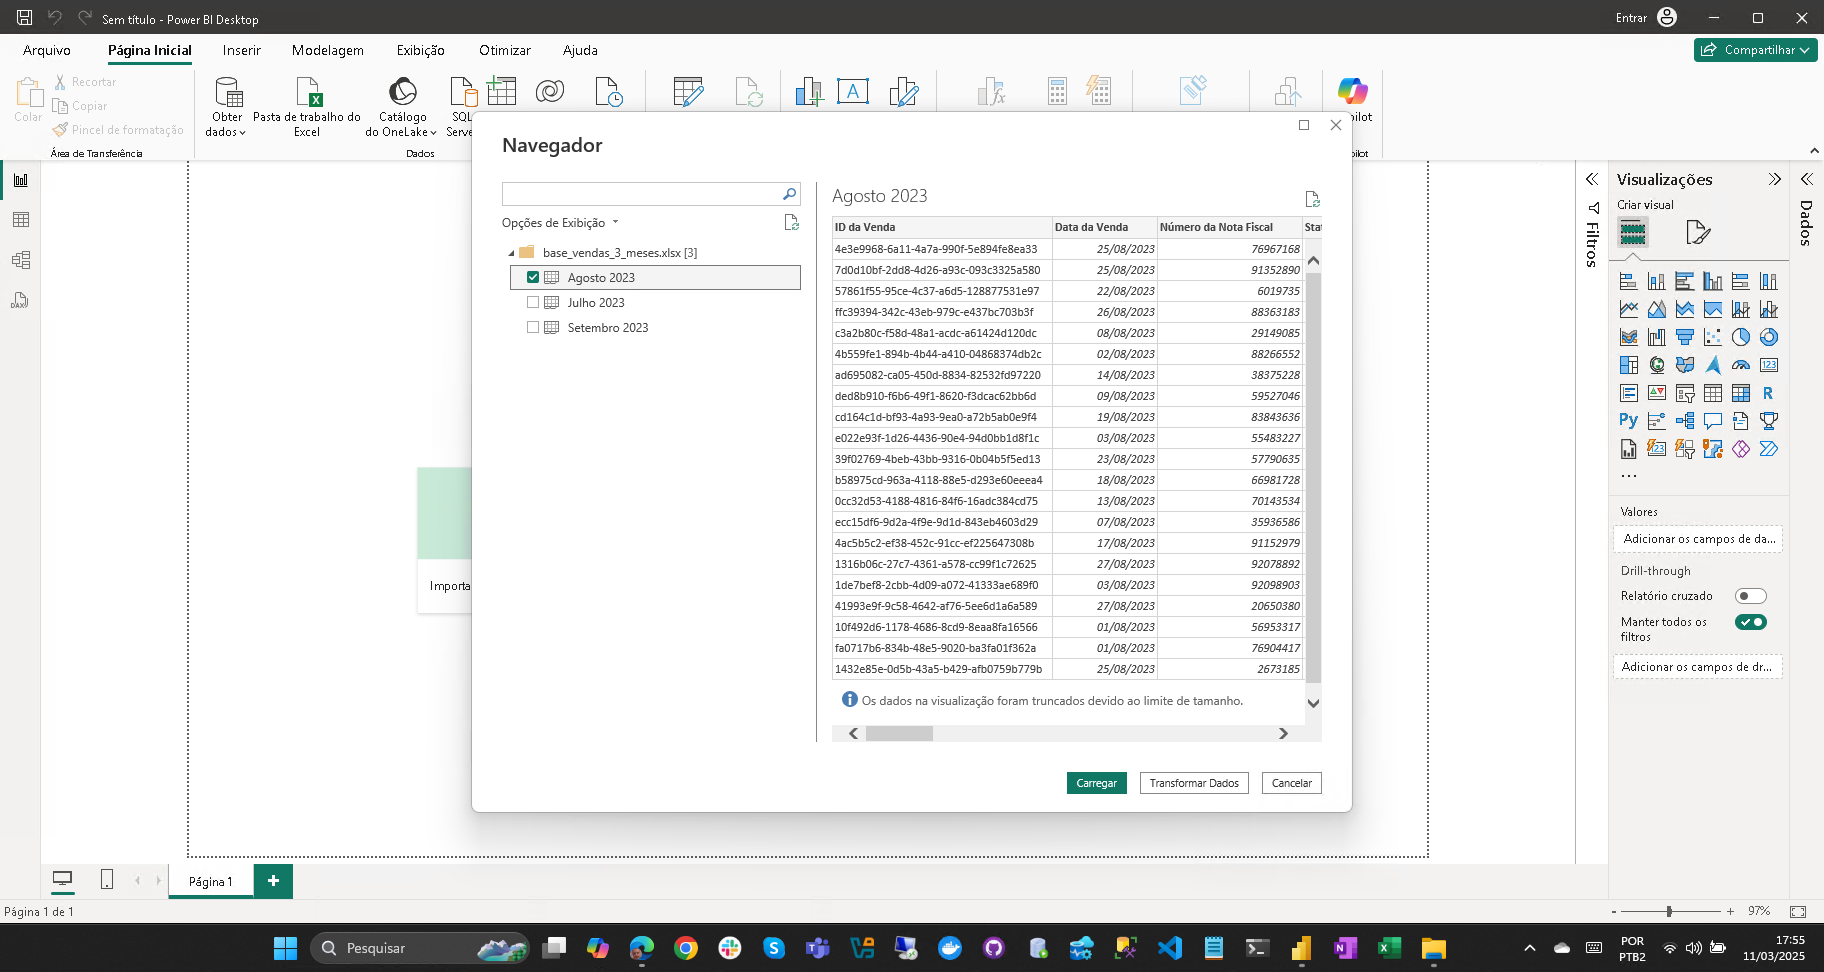 Sem título - Power BI Desktop
Entrar
Arquivo
Página Inicial
Inserir
Modelagem
Exibição
Otimizar
Ajuda
Compartilhar
Colar
Recortar
Copiar
Pincel de formatação
Área de Transferência
Obter
dados
Pasta de trabalho do
Excel
Catálogo
do OneLake
SQL
Serve
Dados
ilot
ilot
Navegador
Opções de Exibição
base_vendas_3_meses.xlsx [3]
Agosto 2023
Julho 2023
Setembro 2023
Agosto 2023
ID da Venda Data da Venda Número da Nota Fiscal Stat
4e3e9968-6a11-4a7a-990f-5e894fe8ea33 25/08/2023 76967168
7d0d10bf-2dd8-4d26-a93c-093c3325a580 25/08/2023 91352890
57861f55-95ce-4c37-a6d5-128877531e97 22/08/2023 6019735
ffc39394-342c-43eb-979c-e437bc703b3f 26/08/2023 88363183
c3a2b80c-f58d-48a1-acdc-a61424d120dc 08/08/2023 29149085
4b559fe1-894b-4b44-a410-04868374db2c 02/08/2023 88266552
ad695082-ca05-450d-8834-82532fd97220 14/08/2023 38375228
ded8b910-f6b6-49f1-8620-f3dcac62bb6d 09/08/2023 59527046
cd164c1d-bf93-4a93-9ea0-a72b5ab0e9f4 19/08/2023 83843636
e022e93f-1d26-4436-90e4-94d0bb1d8f1c 03/08/2023 55483227
39f02769-4beb-43bb-9316-0b04b5f5ed13 23/08/2023 57790635
b58975cd-963a-4118-88e5-d293e60eeea4 18/08/2023 66981728
0cc32d53-4188-4816-84f6-16adc384cd75 13/08/2023 70143534
ecc15df6-9d2a-4f9e-9d1d-843eb4603d29 07/08/2023 35936586
4ac5b5c2-ef38-452c-91cc-ef225647308b 17/08/2023 91152979
1316b06c-27c7-4361-a578-cc99f1c72625 27/08/2023 92078892
1de7bef8-2cbb-4d09-a072-41333ae689f0 03/08/2023 92098903
41993e9f-9c58-4642-af76-5ee6d1a6a589 27/08/2023 20650380
10f492d6-1178-4686-8cd9-8eaa8fa16566 01/08/2023 56953317
fa0717b6-834b-48e5-9020-ba3fa01f362a 01/08/2023 76904417
1432e85e-0d5b-43a5-b429-afb0759b779b 25/08/2023 2673185
Os dados na visualização foram truncados devido ao limite de tamanho.
Carregar
Transformar Dados
Cancelar
Importa
Filtros
Visualizações
Criar visual
Valores
Adicionar os campos de da...
Drill-through
Relatório cruzado
Manter todos os
filtros
Adicionar os campos de dr...
Dados
Página 1
Página 1 de 1
97%
Pesquisar
POR
PTB2
17:55
11/03/2025